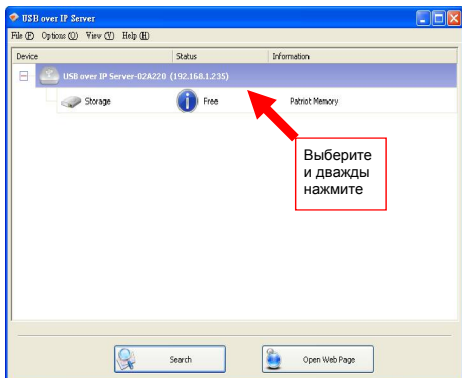 USB over IP Server
File (F) Options (O) View (V) Help (H)
Device Status Information
USB over IP Server-02A220 (192.168.1.235)
Storage Free Patriot Memory
Выберите
и дважды
нажмите
Search Open Web Page